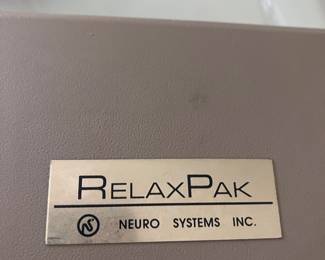 RELAXPAK
NEURO SYSTEMS INC.